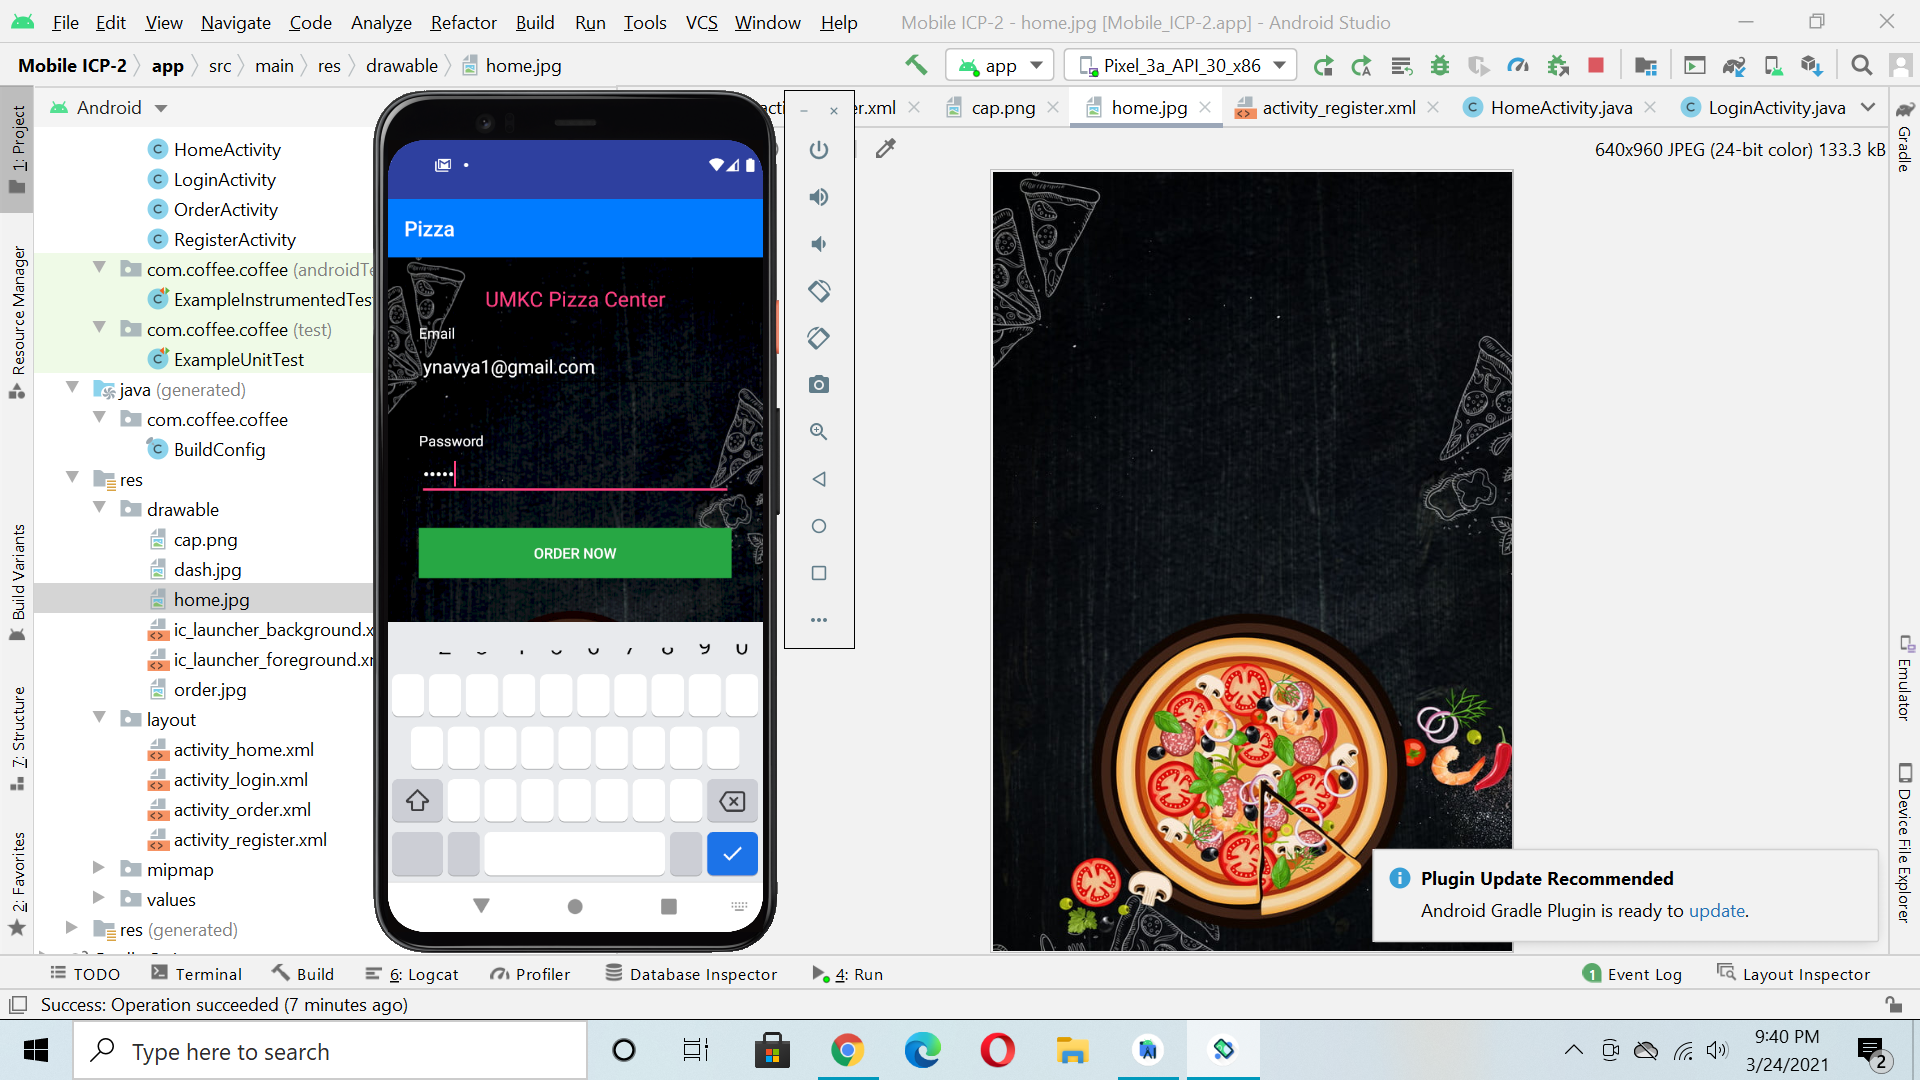 File Edit View Navigate Code Analyze Refactor Build Run Tools VCS Window Help Mobile ICP-2 - home.jpg [Mobile_ICP-2.app] - Android Studio
Mobile ICP-2 app src main res drawable home.jpg app Pixel_3a_API_30_x86
Android er.xml cap.png home.jpg activity_register.xml HomeActivity.java LoginActivity.java
640x960 JPEG (24-bit color) 133.3 kB
1: Project
Resource Manager
Build Variants
7: Structure
2: Favorites
HomeActivity
LoginActivity
OrderActivity
RegisterActivity
com.coffee.coffee (androidTe
ExampleInstrumentedTes
com.coffee.coffee (test)
ExampleUnitTest
java (generated)
com.coffee.coffee
BuildConfig
res
drawable
cap.png
dash.jpg
home.jpg
ic_launcher_background.x
ic_launcher_foreground.xr
order.jpg
layout
activity_home.xml
activity_login.xml
activity_order.xml
activity_register.xml
mipmap
values
res (generated)
Pizza
UMKC Pizza Center
Email
ynavya1@gmail.com
Password
•••••
ORDER NOW
Gradle
Emulator
Device File Explorer
Plugin Update Recommended
Android Gradle Plugin is ready to update.
TODO Terminal Build 6: Logcat Profiler Database Inspector 4: Run 1 Event Log Layout Inspector
Success: Operation succeeded (7 minutes ago)
Type here to search
9:40 PM
3/24/2021
2